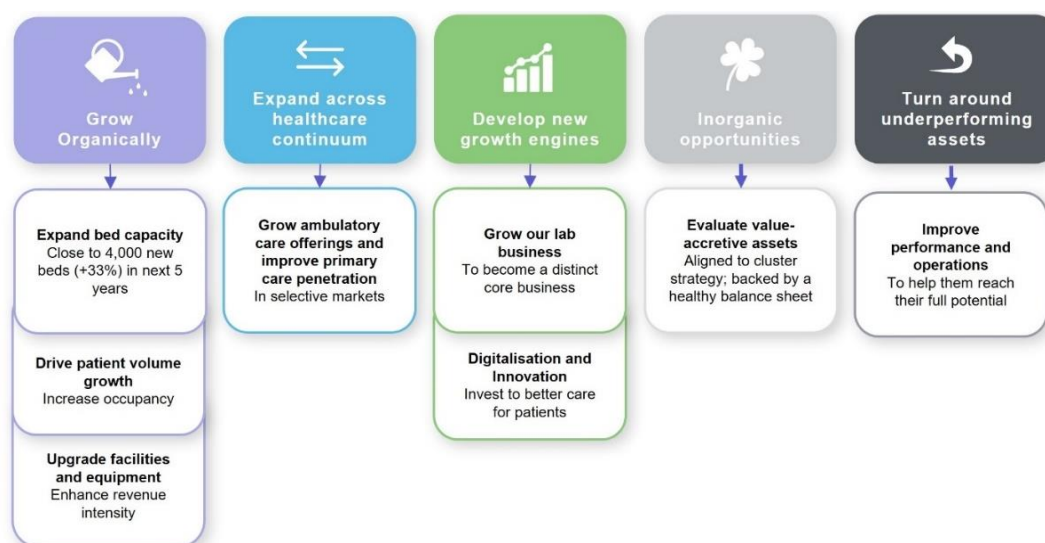 Grow
Organically
Expand across
healthcare
continuum
Develop new
growth engines
Inorganic
opportunities
Turn around
underperforming
assets
Expand bed capacity
Close to 4,000 new
beds (+33%) in next 5
years
Drive patient volume
growth
Increase occupancy
Upgrade facilities
and equipment
Enhance revenue
intensity
Grow ambulatory
care offerings and
improve primary
care penetration
In selective markets
Grow our lab
business
To become a distinct
core business
Digitalisation and
Innovation
Invest to better care
for patients
Evaluate value-
accretive assets
Aligned to cluster
strategy; backed by a
healthy balance sheet
Improve
performance and
operations
To help them reach
their full potential